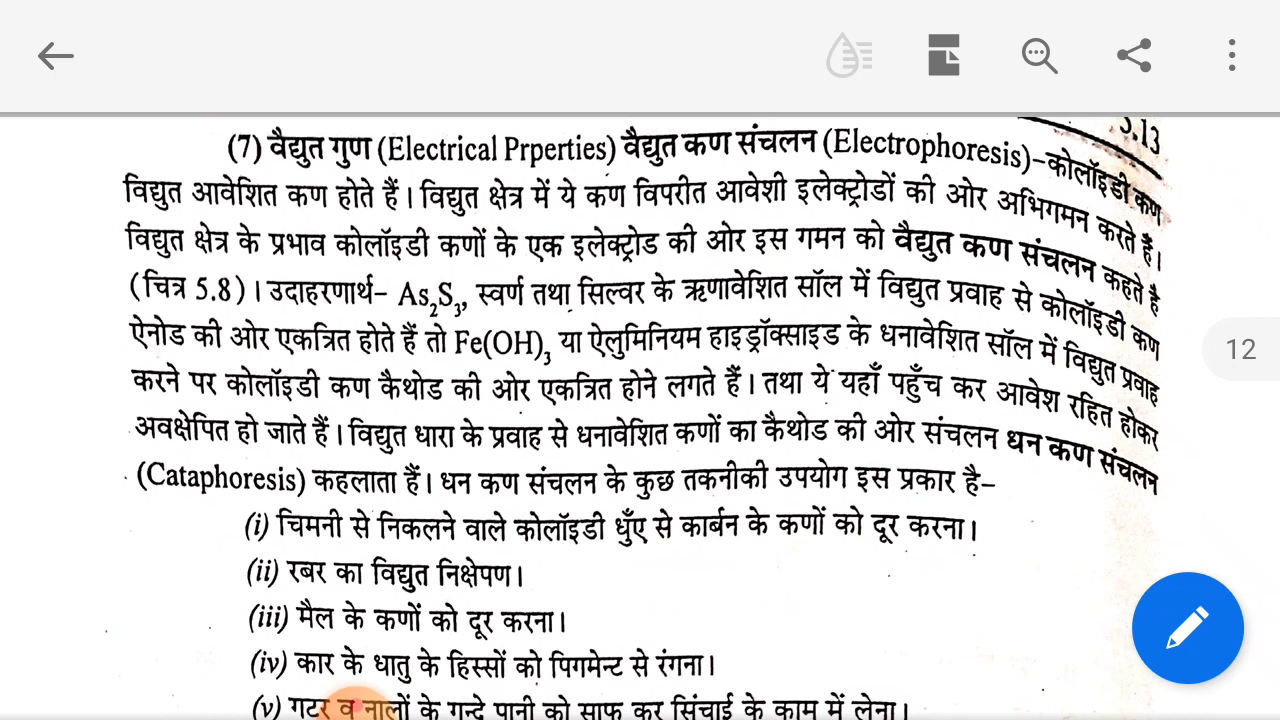 5.13
(7) वैद्युत गुण (Electrical Prperties) वैद्युत कण संचलन (Electrophoresis)–कोलॉइडी कण
विद्युत आवेशित कण होते हैं। विद्युत क्षेत्र में ये कण विपरीत आवेशी इलेक्ट्रोडों की ओर अभिगमन करते हैं।
विद्युत क्षेत्र के प्रभाव कोलॉइडी कणों के एक इलेक्ट्रोड की ओर इस गमन को वैद्युत कण संचलन कहते है
(चित्र 5.8)। उदाहरणार्थ– As₂S₃, स्वर्ण तथा सिल्वर के ऋणावेशित सॉल में विद्युत प्रवाह से कोलॉइडी कण
ऐनोड की ओर एकत्रित होते हैं तो Fe(OH)₃ या ऐलुमिनियम हाइड्रॉक्साइड के धनावेशित सॉल में विद्युत प्रवाह
करने पर कोलॉइडी कण कैथोड की ओर एकत्रित होने लगते हैं। तथा ये यहाँ पहुँच कर आवेश रहित होकर
अवक्षेपित हो जाते हैं। विद्युत धारा के प्रवाह से धनावेशित कणों का कैथोड की ओर संचलन धन कण संचलन
(Cataphoresis) कहलाता हैं। धन कण संचलन के कुछ तकनीकी उपयोग इस प्रकार है–
12
(i) चिमनी से निकलने वाले कोलॉइडी धुँए से कार्बन के कणों को दूर करना।
(ii) रबर का विद्युत निक्षेपण।
(iii) मैल के कणों को दूर करना।
(iv) कार के धातु के हिस्सों को पिगमेन्ट से रंगना।
(v) गटर व नालों के गन्दे पानी को साफ कर सिंचाई के काम में लेना।